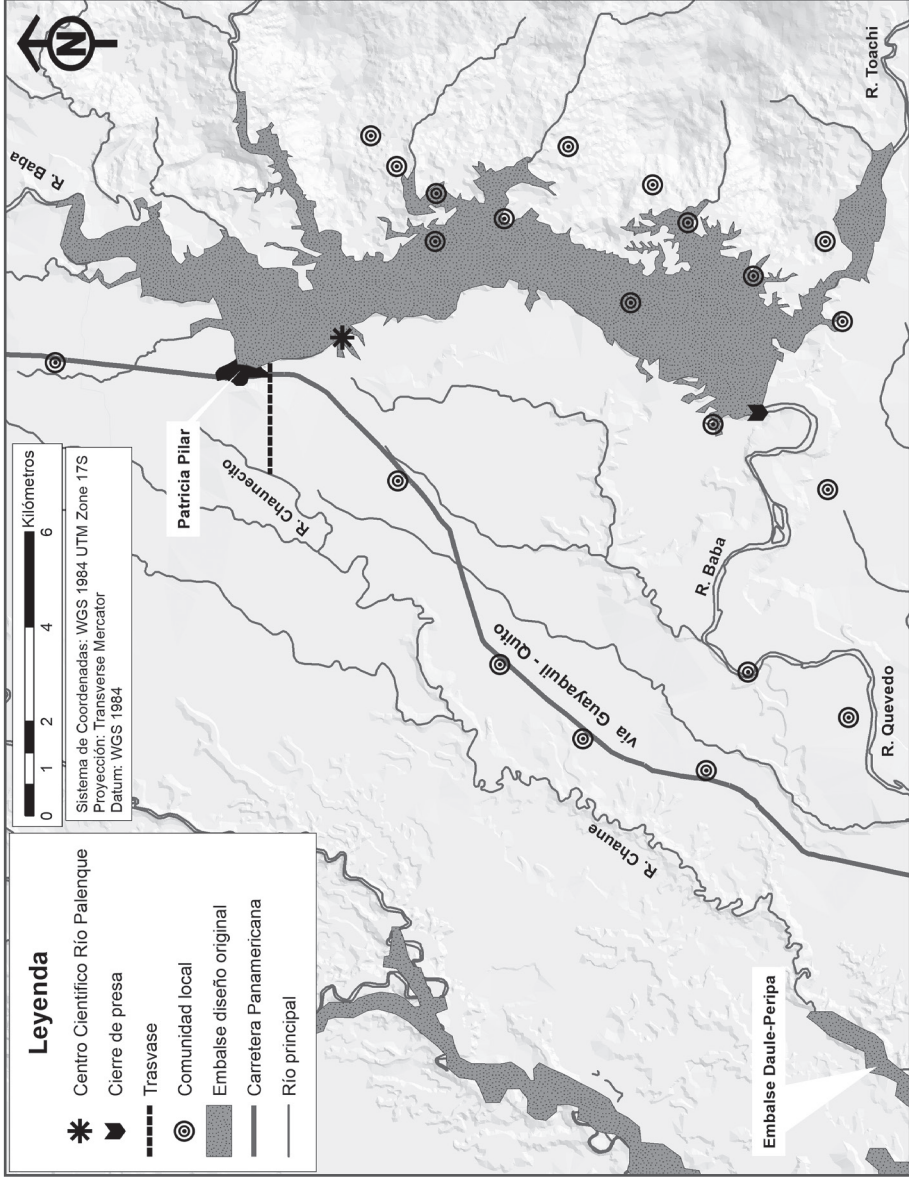 Leyenda
Centro Científico Río Palenque
Cierre de presa
Trasvase
Comunidad local
Embalse diseño original
Carretera Panamericana
Río principal
0 1 2 4 6 Kilómetros
Sistema de Coordenadas: WGS 1984 UTM Zone 17S
Proyección: Transverse Mercator
Datum: WGS 1984
N
R. Baba
Patricia Pilar
R. Chaunecito
vía Guayaquil - Quito
R. Chaune
R. Baba
R. Quevedo
R. Toachi
Embalse Daule-Peripa